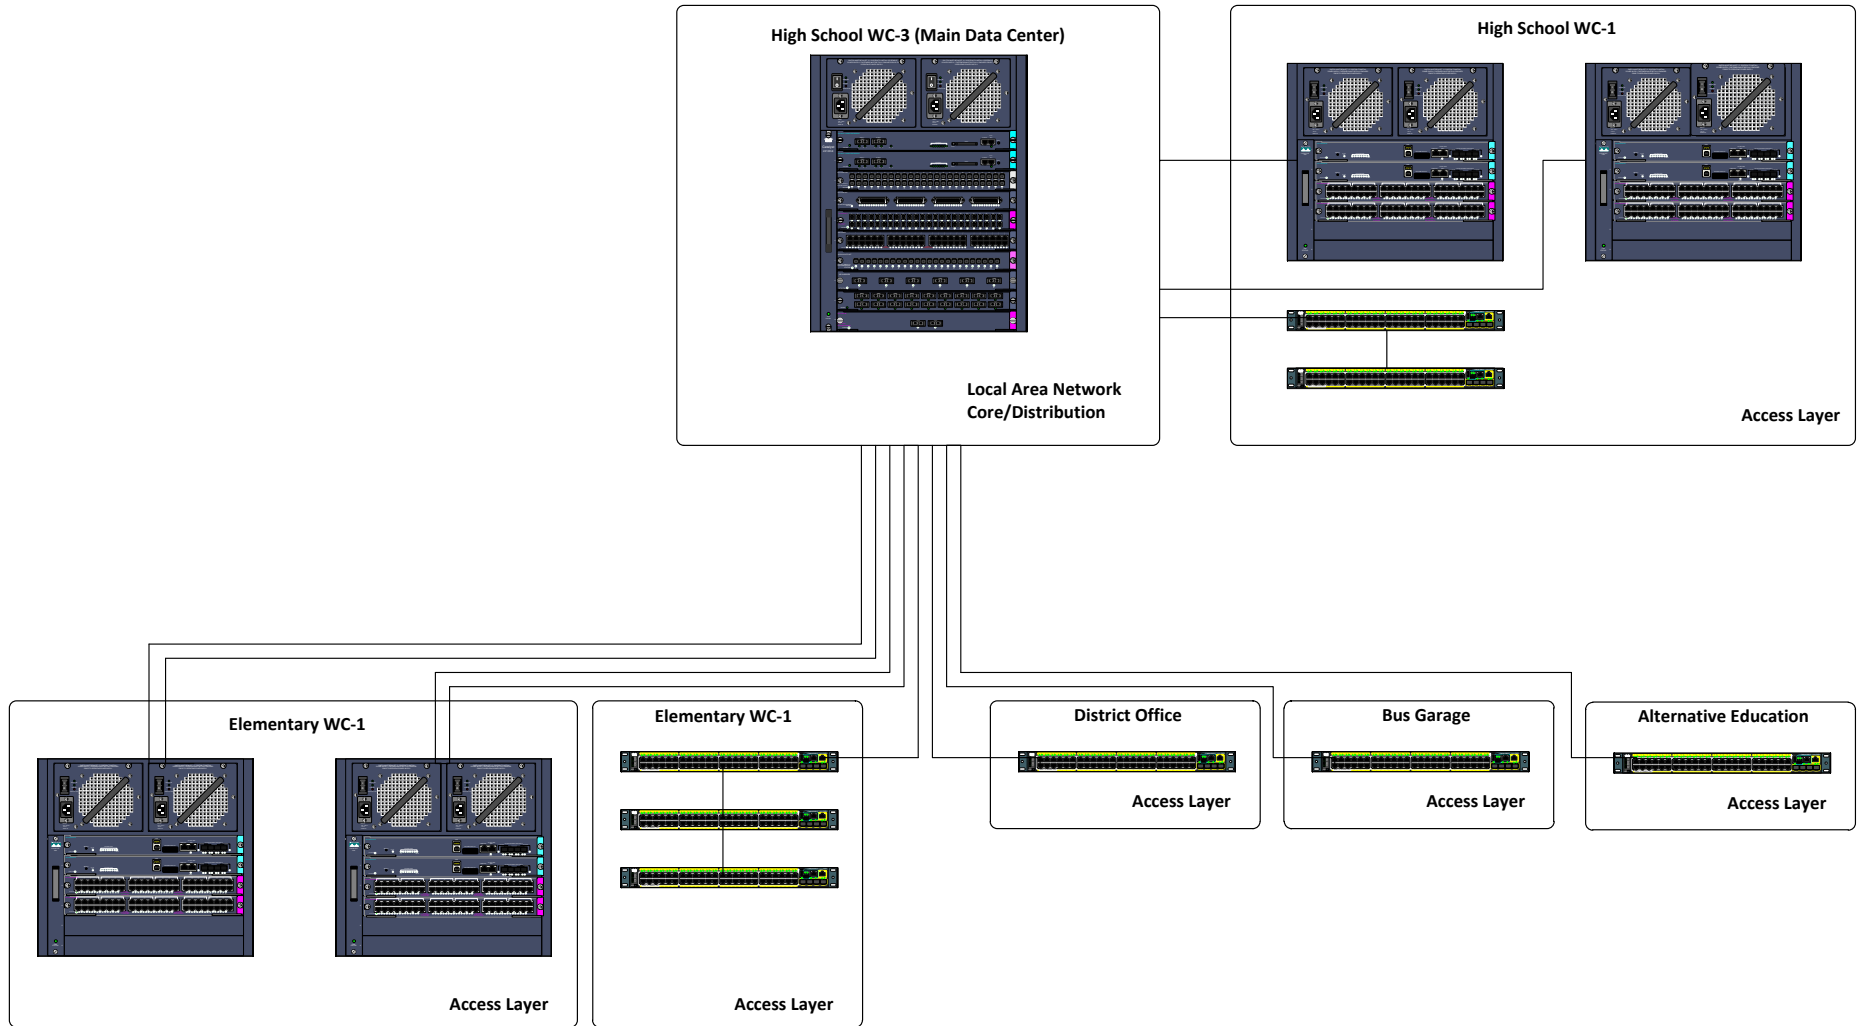 High School WC-3 (Main Data Center)
High School WC-1
Local Area Network
Core/Distribution
Access Layer
Elementary WC-1
Access Layer
Elementary WC-1
Access Layer
District Office
Access Layer
Bus Garage
Access Layer
Alternative Education
Access Layer